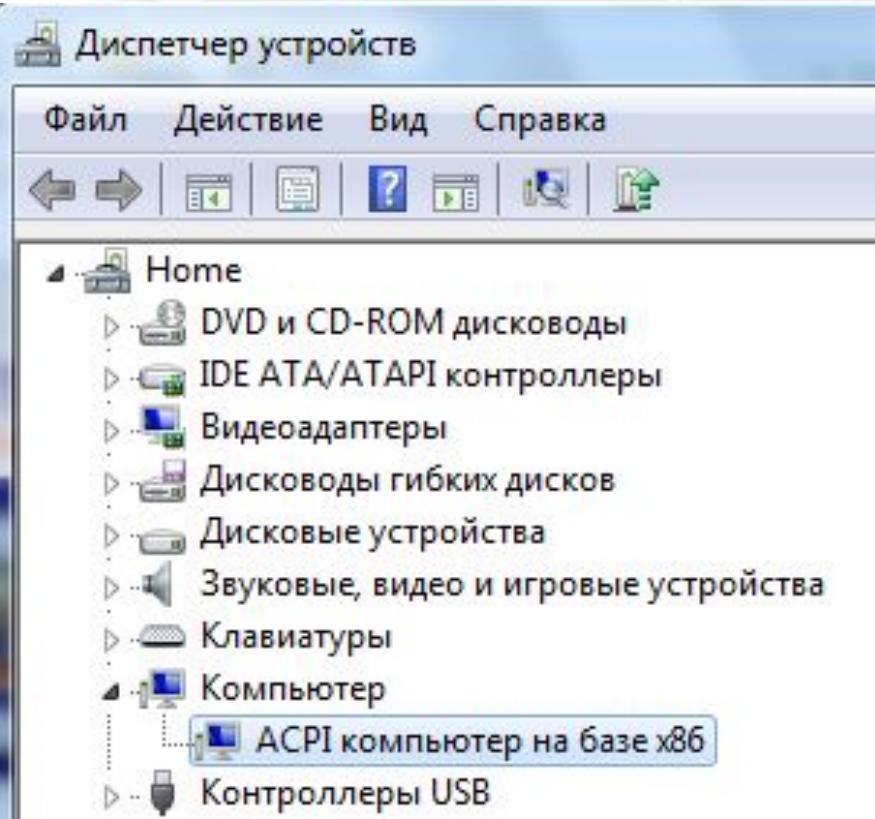 Диспетчер устройств
Файл Действие Вид Справка
?
Home
DVD и CD-ROM дисководы
IDE ATA/ATAPI контроллеры
Видеоадаптеры
Дисководы гибких дисков
Дисковые устройства
Звуковые, видео и игровые устройства
Клавиатуры
Компьютер
ACPI компьютер на базе x86
Контроллеры USB